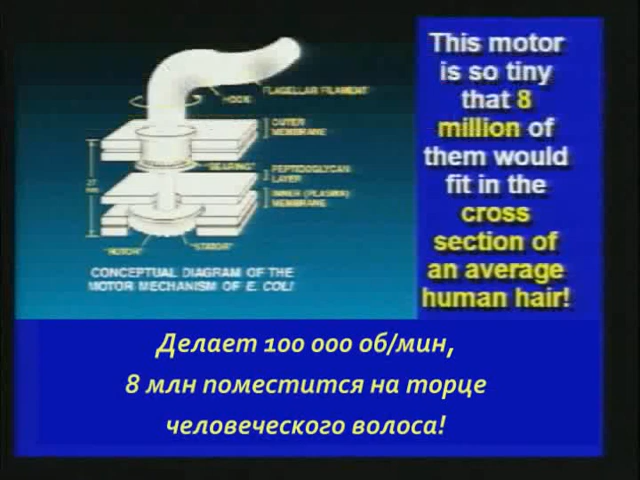 This motor
is so tiny
that 8
million of
them would
fit in the
cross
section of
an average
human hair!
HOOK
FLAGELLAR FILAMENT
OUTER
MEMBRANE
"BEARING"
PEPTIDOGLYCAN
LAYER
INNER (PLASMA)
MEMBRANE
27
nm
"ROTOR"
"STATOR"
CONCEPTUAL DIAGRAM OF THE
MOTOR MECHANISM OF E. COLI
Делает 100 000 об/мин,
8 млн поместится на торце
человеческого волоса!